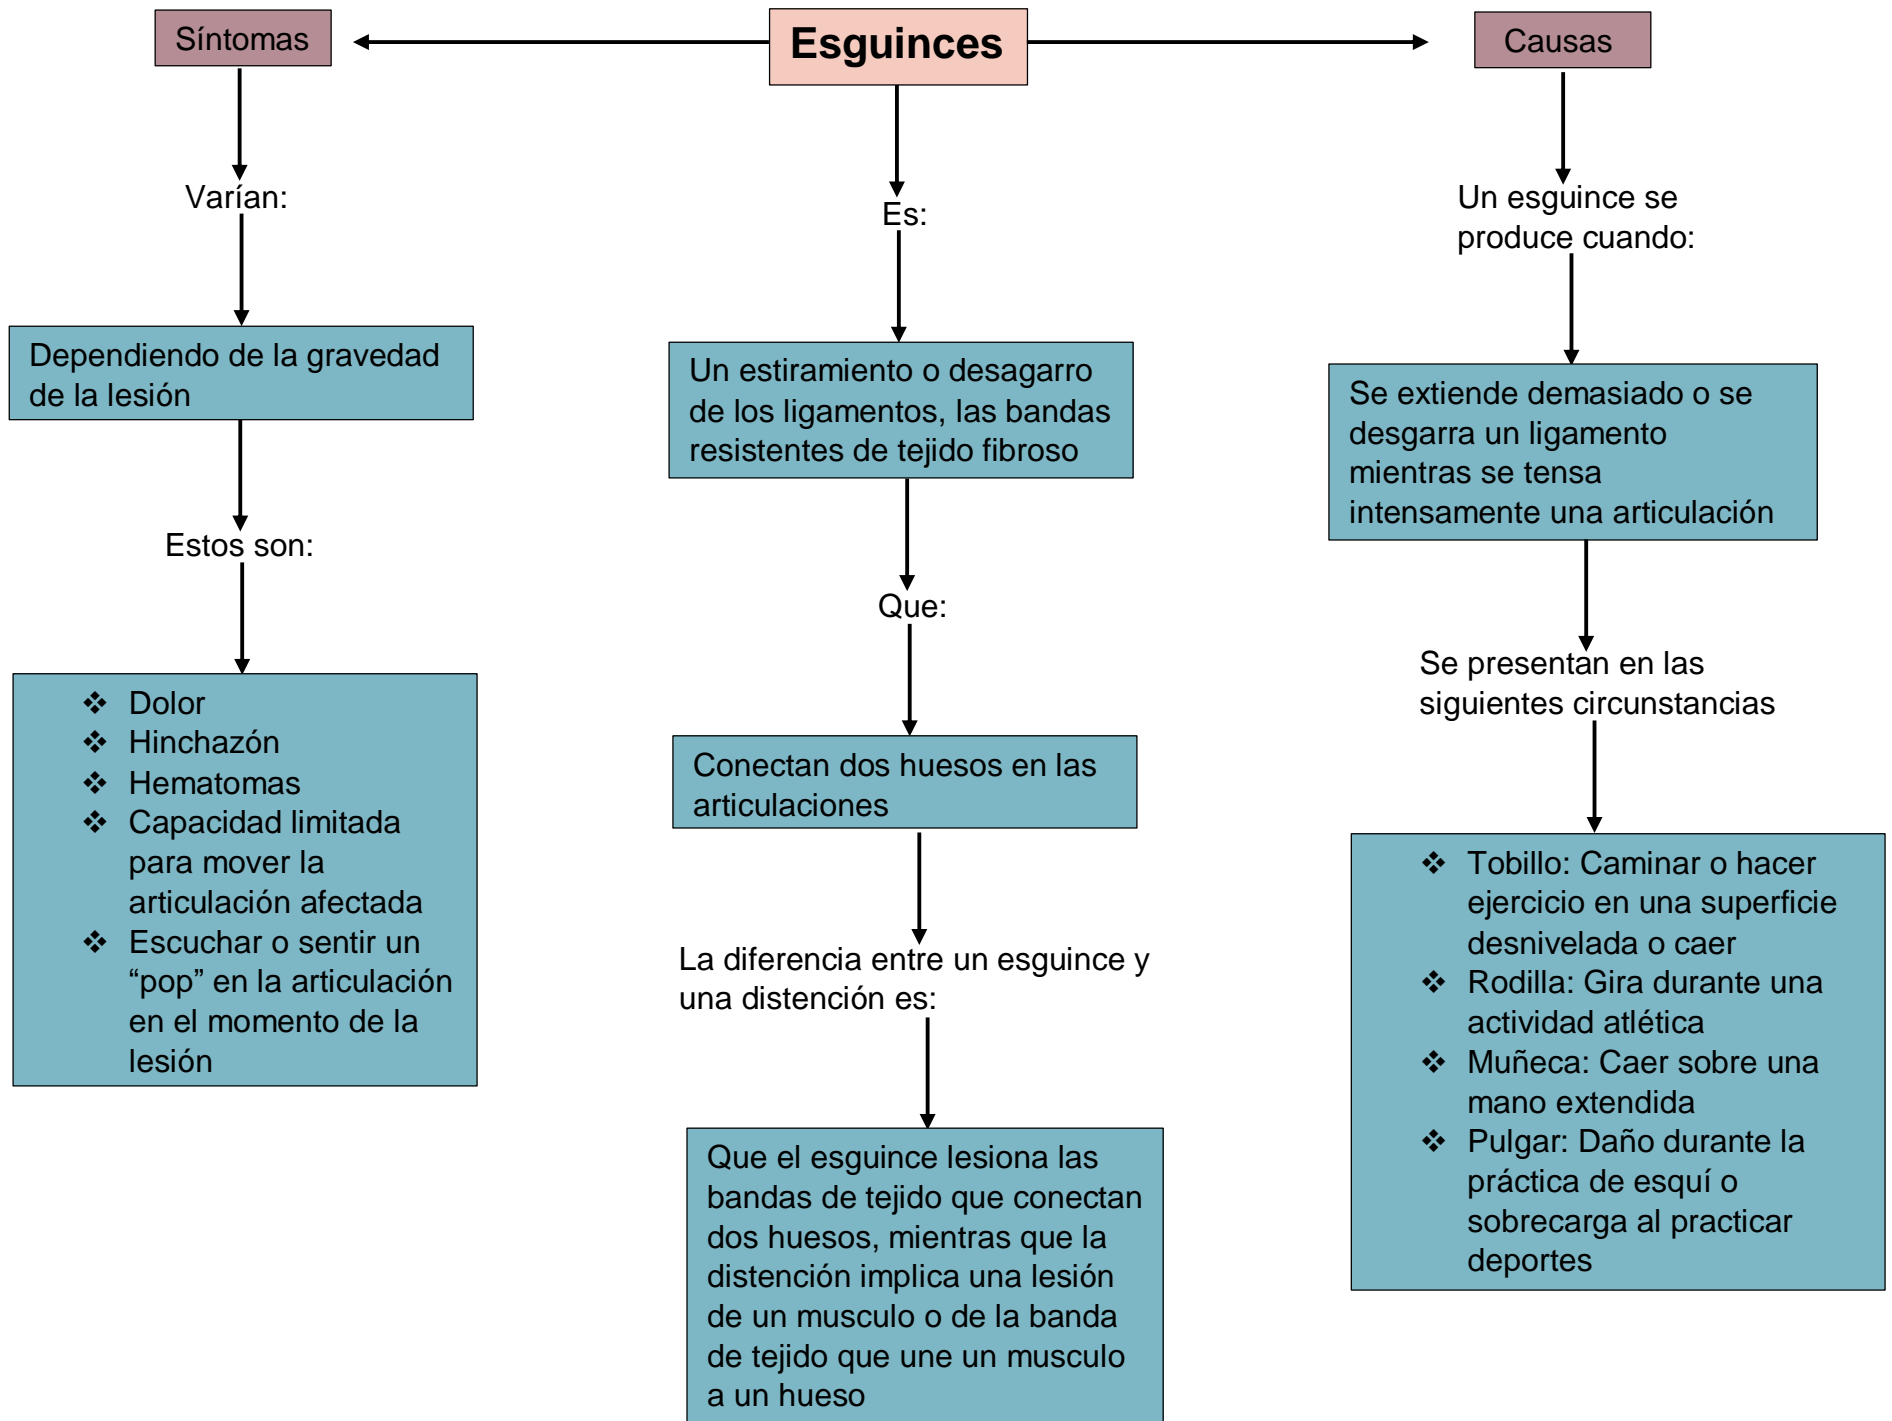 Síntomas
Esguinces
Causas
Varían:
Dependiendo de la gravedad
de la lesión
Estos son:
❖ Dolor
❖ Hinchazón
❖ Hematomas
❖ Capacidad limitada
para mover la
articulación afectada
❖ Escuchar o sentir un
“pop” en la articulación
en el momento de la
lesión
Es:
Un estiramiento o desagarro
de los ligamentos, las bandas
resistentes de tejido fibroso
Que:
Conectan dos huesos en las
articulaciones
La diferencia entre un esguince y
una distención es:
Que el esguince lesiona las
bandas de tejido que conectan
dos huesos, mientras que la
distención implica una lesión
de un musculo o de la banda
de tejido que une un musculo
a un hueso
Un esguince se
produce cuando:
Se extiende demasiado o se
desgarra un ligamento
mientras se tensa
intensamente una articulación
Se presentan en las
siguientes circunstancias
❖ Tobillo: Caminar o hacer
ejercicio en una superficie
desnivelada o caer
❖ Rodilla: Gira durante una
actividad atlética
❖ Muñeca: Caer sobre una
mano extendida
❖ Pulgar: Daño durante la
práctica de esquí o
sobrecarga al practicar
deportes